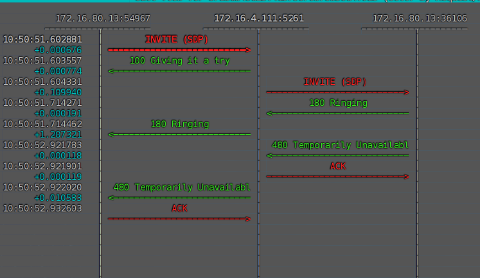 172.16.80.13:54967 172.16.4.111:5261 172.16.80.13:36106
10:50:51.602881 INVITE (SDP)
+0.000676
10:50:51.603557 100 Giving it a try
+0.000774
10:50:51.604331 INVITE (SDP)
+0.109940
10:50:51.714271 180 Ringing
+0.000191
10:50:51.714462 180 Ringing
+1.207321
10:50:52.921783 480 Temporarily Unavailabl
+0.000118
10:50:52.921901 ACK
+0.000119
10:50:52.922020 480 Temporarily Unavailabl
+0.010583
10:50:52.932603 ACK